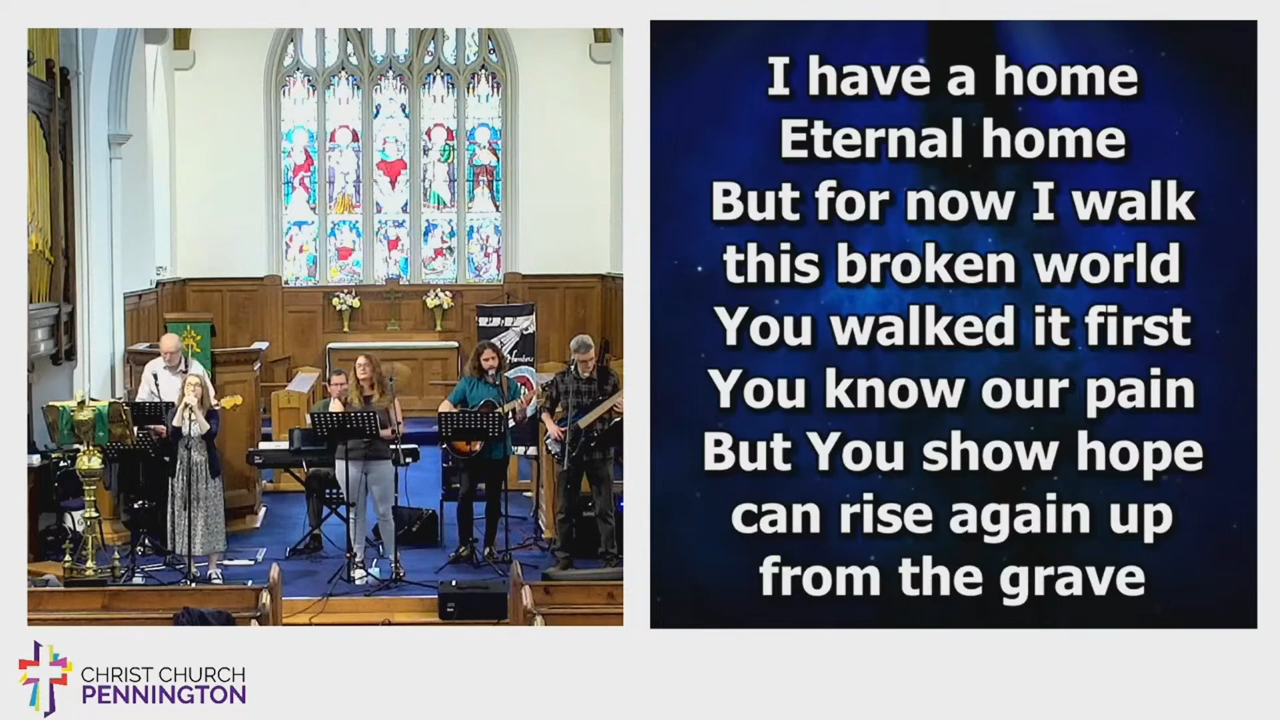 I have a home
Eternal home
But for now I walk
this broken world
You walked it first
You know our pain
But You show hope
can rise again up
from the grave
CHRIST CHURCH
PENNINGTON